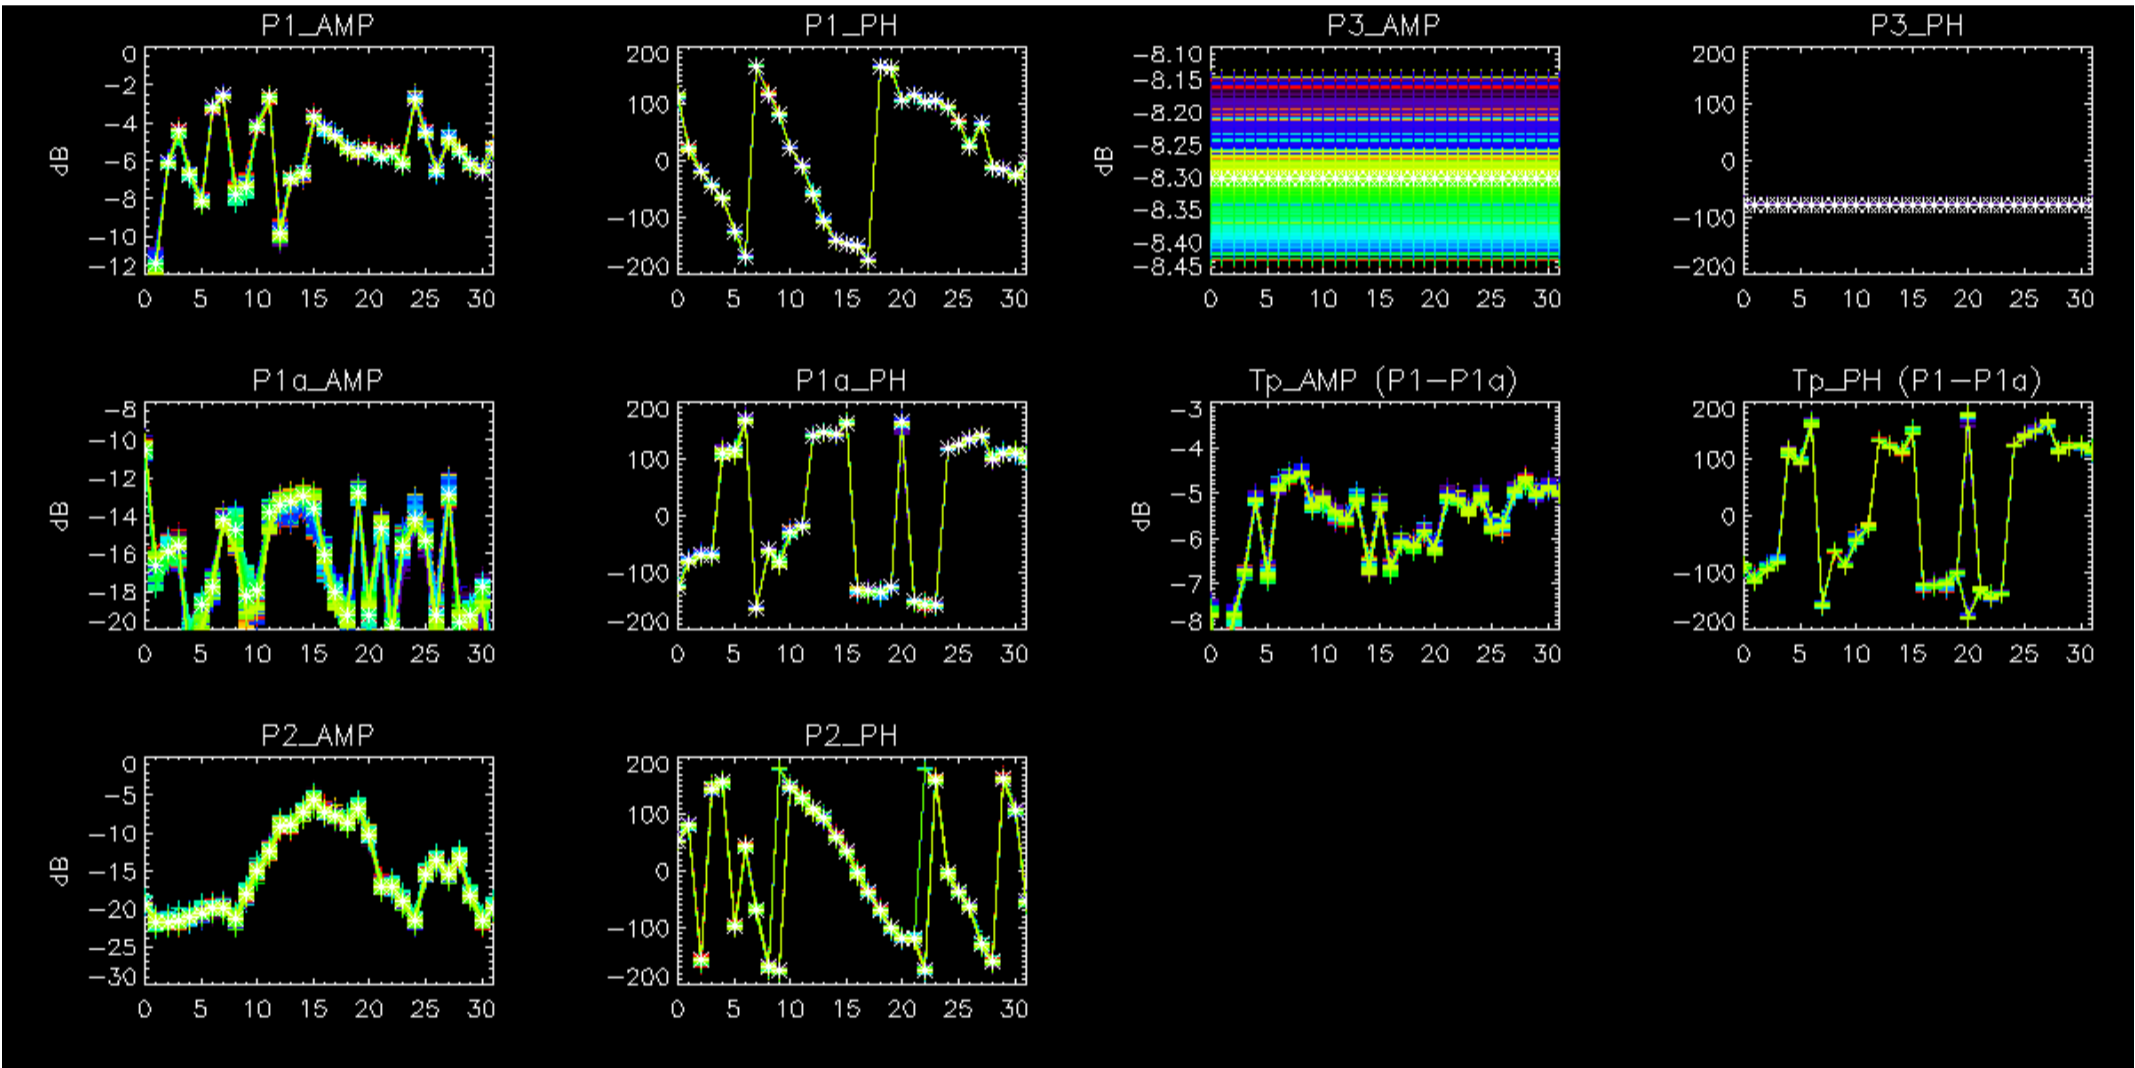 P1_AMP
0
-2
-4
-6
-8
-10
-12
dB
0 5 10 15 20 25 30
P1_PH
200
100
0
-100
-200
0 5 10 15 20 25 30
P3_AMP
-8.10
-8.15
-8.20
-8.25
-8.30
-8.35
-8.40
-8.45
dB
0 5 10 15 20 25 30
P3_PH
200
100
0
-100
-200
0 5 10 15 20 25 30
P1a_AMP
-8
-10
-12
-14
-16
-18
-20
dB
0 5 10 15 20 25 30
P1a_PH
200
100
0
-100
-200
0 5 10 15 20 25 30
Tp_AMP (P1-P1a)
-3
-4
-5
-6
-7
-8
dB
0 5 10 15 20 25 30
Tp_PH (P1-P1a)
200
100
0
-100
-200
0 5 10 15 20 25 30
P2_AMP
0
-5
-10
-15
-20
-25
-30
dB
0 5 10 15 20 25 30
P2_PH
200
100
0
-100
-200
0 5 10 15 20 25 30